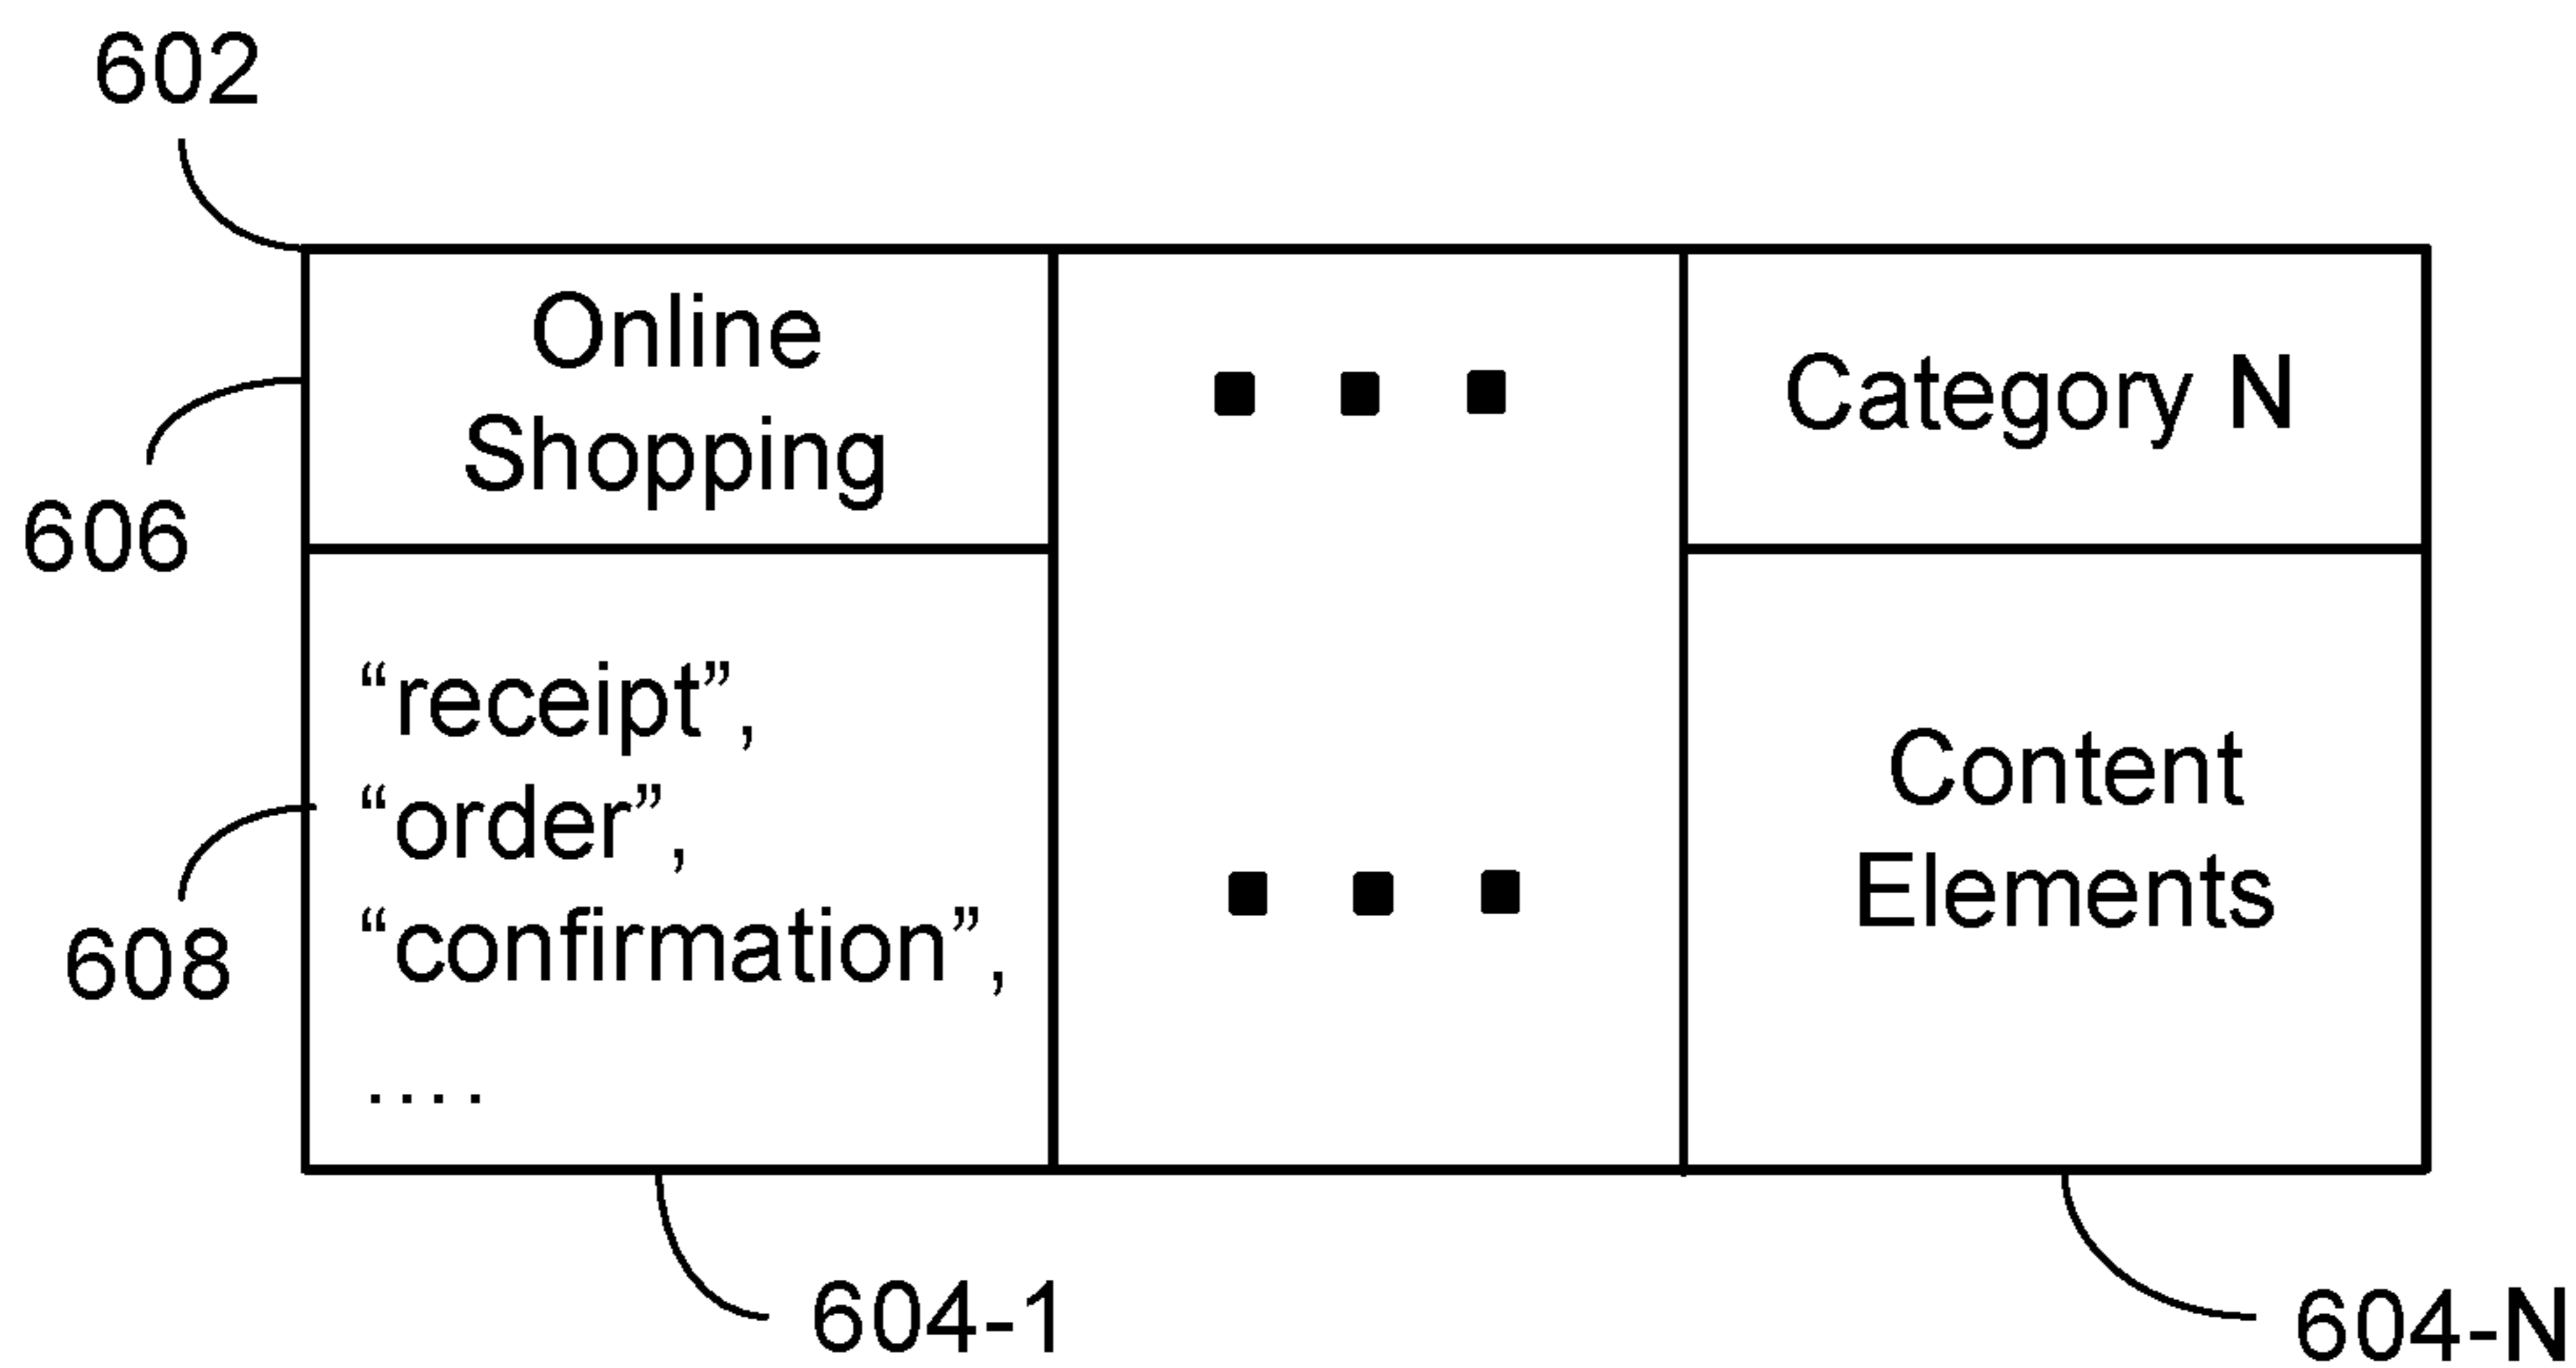 602
Online
Shopping
Category N
606
“receipt”,
“order”,
“confirmation”,
....
Content
Elements
608
604-1
604-N